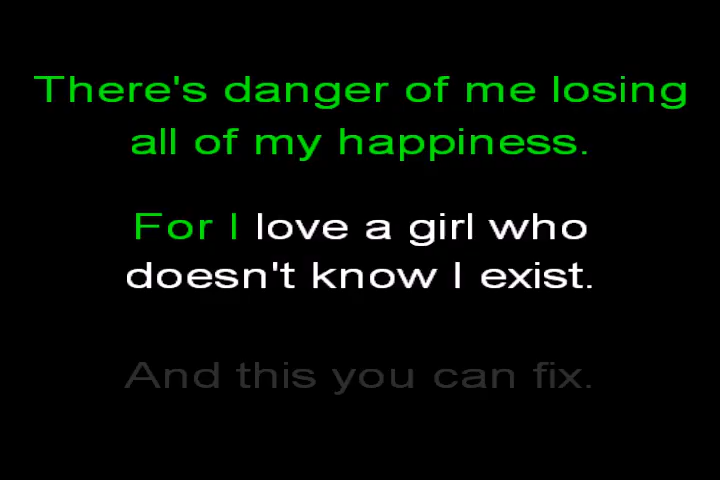 There's danger of me losing
all of my happiness.
For I love a girl who
doesn't know I exist.
And this you can fix.